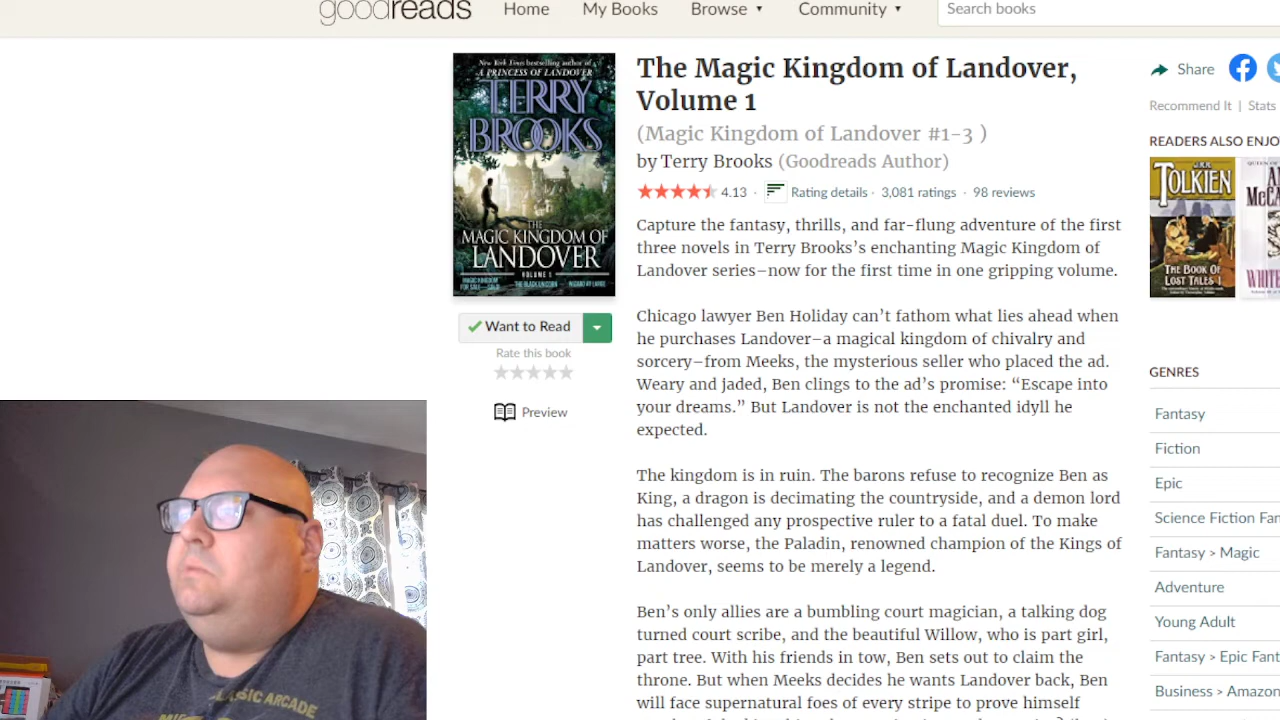 goodreads Home My Books Browse ▼ Community ▼ Search books
New York Times bestselling author of
A PRINCESS OF LANDOVER
TERRY
BROOKS
THE
MAGIC KINGDOM OF
LANDOVER
VOLUME 1
MAGIC KINGDOM
FOR SALE—SOLD!
THE BLACK UNICORN
WIZARD AT LARGE
Want to Read
Rate this book
Preview
The Magic Kingdom of Landover,
Volume 1
(Magic Kingdom of Landover #1-3 )
by Terry Brooks (Goodreads Author)
4.13 · Rating details · 3,081 ratings · 98 reviews
Capture the fantasy, thrills, and far-flung adventure of the first
three novels in Terry Brooks’s enchanting Magic Kingdom of
Landover series–now for the first time in one gripping volume.
Chicago lawyer Ben Holiday can’t fathom what lies ahead when
he purchases Landover–a magical kingdom of chivalry and
sorcery–from Meeks, the mysterious seller who placed the ad.
Weary and jaded, Ben clings to the ad’s promise: “Escape into
your dreams.” But Landover is not the enchanted idyll he
expected.
The kingdom is in ruin. The barons refuse to recognize Ben as
King, a dragon is decimating the countryside, and a demon lord
has challenged any prospective ruler to a fatal duel. To make
matters worse, the Paladin, renowned champion of the Kings of
Landover, seems to be merely a legend.
Ben’s only allies are a bumbling court magician, a talking dog
turned court scribe, and the beautiful Willow, who is part girl,
part tree. With his friends in tow, Ben sets out to claim the
throne. But when Meeks decides he wants Landover back, Ben
will face supernatural foes of every stripe to prove himself
Share
Recommend It | Stats
READERS ALSO ENJO
J.R.R.
TOLKIEN
THE BOOK OF
LOST TALES 1
WHITE
GENRES
Fantasy
Fiction
Epic
Science Fiction Fan
Fantasy > Magic
Adventure
Young Adult
Fantasy > Epic Fant
Business > Amazon
CLASSIC ARCADE